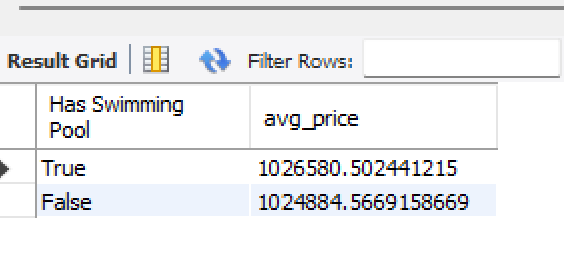 Result Grid Filter Rows:
Has Swimming
Pool
avg_price
True 1026580.502441215
False 1024884.5669158669